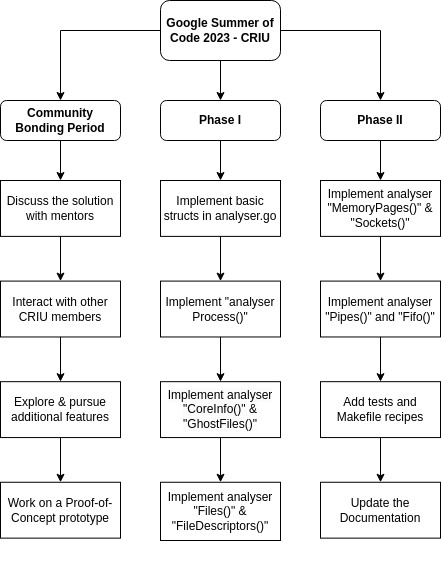 Google Summer of
Code 2023 - CRIU
Community
Bonding Period
Discuss the solution
with mentors
Interact with other
CRIU members
Explore & pursue
additional features
Work on a Proof-of-
Concept prototype
Phase I
Implement basic
structs in analyser.go
Implement "analyser
Process()"
Implement analyser
"CoreInfo()" &
"GhostFiles()"
Implement analyser
"Files()" &
"FileDescriptors()"
Phase II
Implement analyser
"MemoryPages()" &
"Sockets()"
Implement analyser
"Pipes()" and "Fifo()"
Add tests and
Makefile recipes
Update the
Documentation